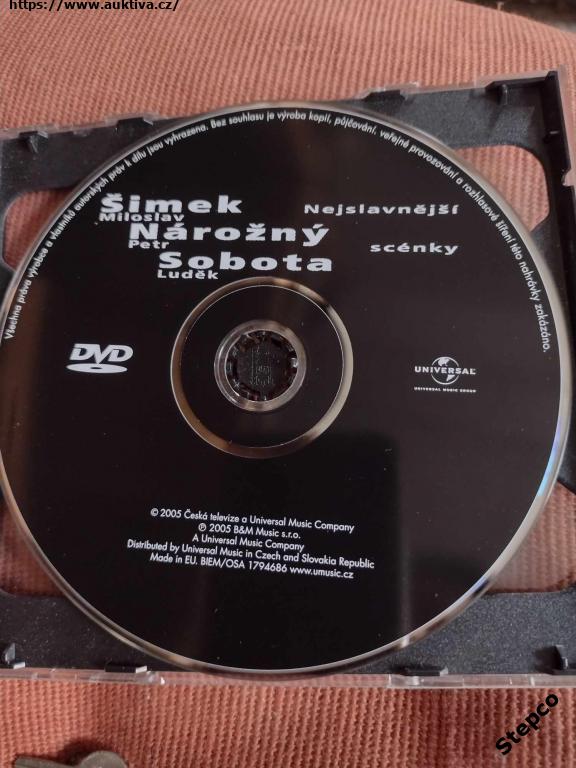 https://www.auktiva.cz/
Všechna práva výrobce a vlastníků autorských práv k dílu jsou vyhrazena. Bez souhlasu je výroba kopií, půjčování, veřejné provozování a rozhlasové šíření této nahrávky zakázáno.
Šimek
Miloslav
Nejslavnější
Nárožný
Petr
scénky
Sobota
Luděk
DVD
UNIVERSAL
UNIVERSAL MUSIC GROUP
© 2005 Česká televize a Universal Music Company
℗ 2005 B&M Music s.r.o.
A Universal Music Company
Distributed by Universal Music in Czech and Slovakia Republic
Made in EU. BIEM/OSA 1794686 www.umusic.cz
Stepco